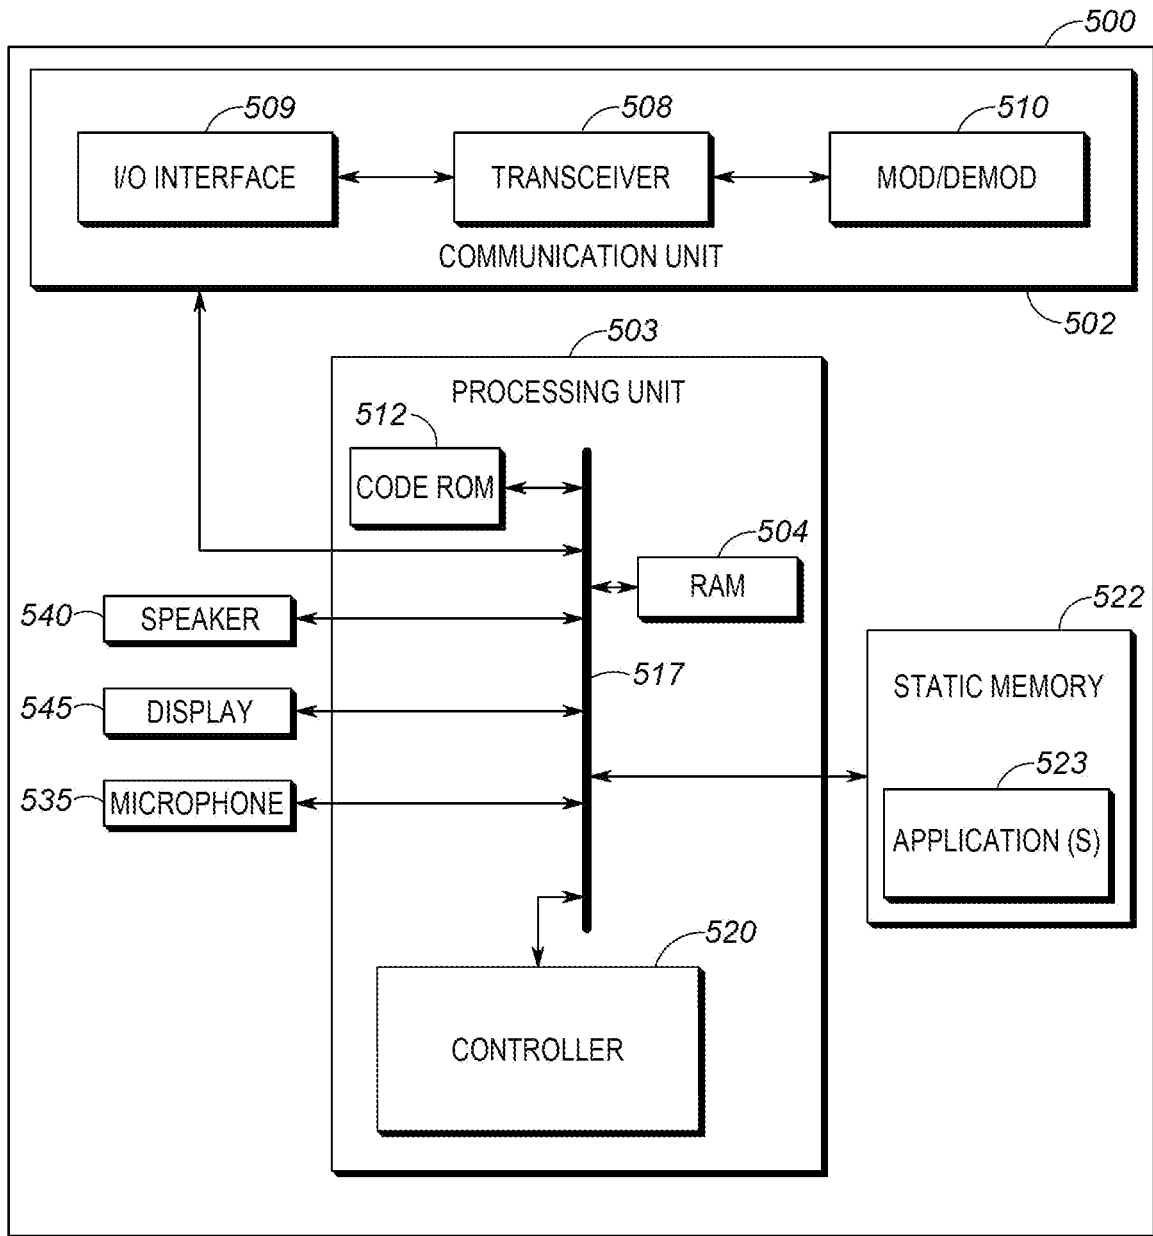 500
509
508
510
I/O INTERFACE
TRANSCEIVER
MOD/DEMOD
COMMUNICATION UNIT
502
503
PROCESSING UNIT
512
CODE ROM
504
RAM
540
SPEAKER
522
517
STATIC MEMORY
545
DISPLAY
523
535
MICROPHONE
APPLICATION (S)
520
CONTROLLER